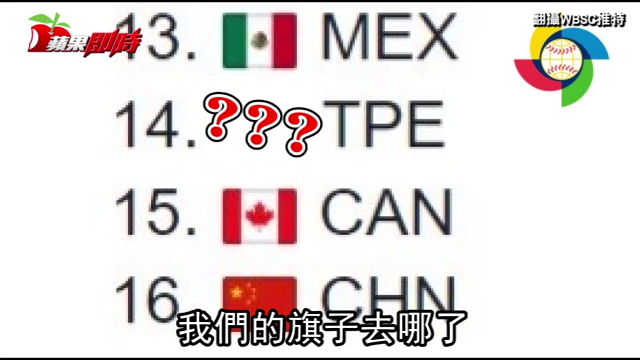 蘋果即時
翻攝WBSC推特
13. MEX
14. ???TPE
15. CAN
16. CHN
我們的旗子去哪了